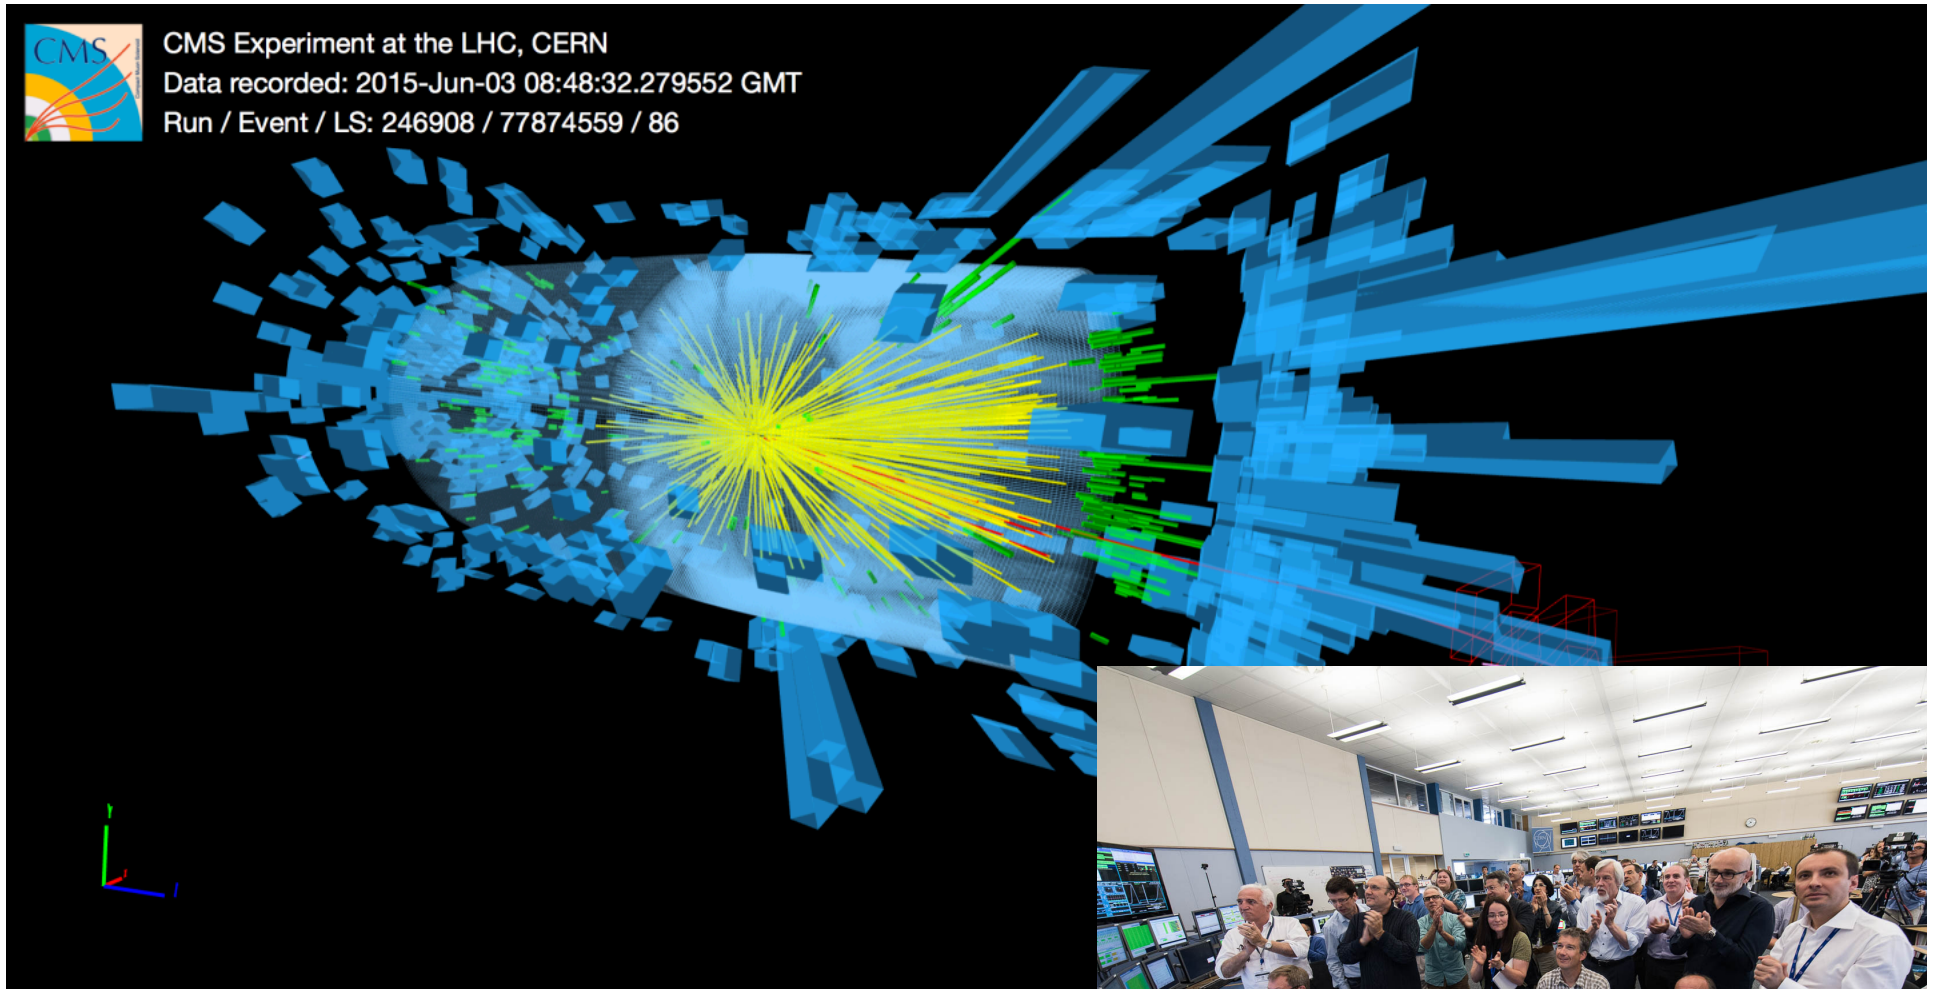 CMS
CMS Experiment at the LHC, CERN
Data recorded: 2015-Jun-03 08:48:32.279552 GMT
Run / Event / LS: 246908 / 77874559 / 86